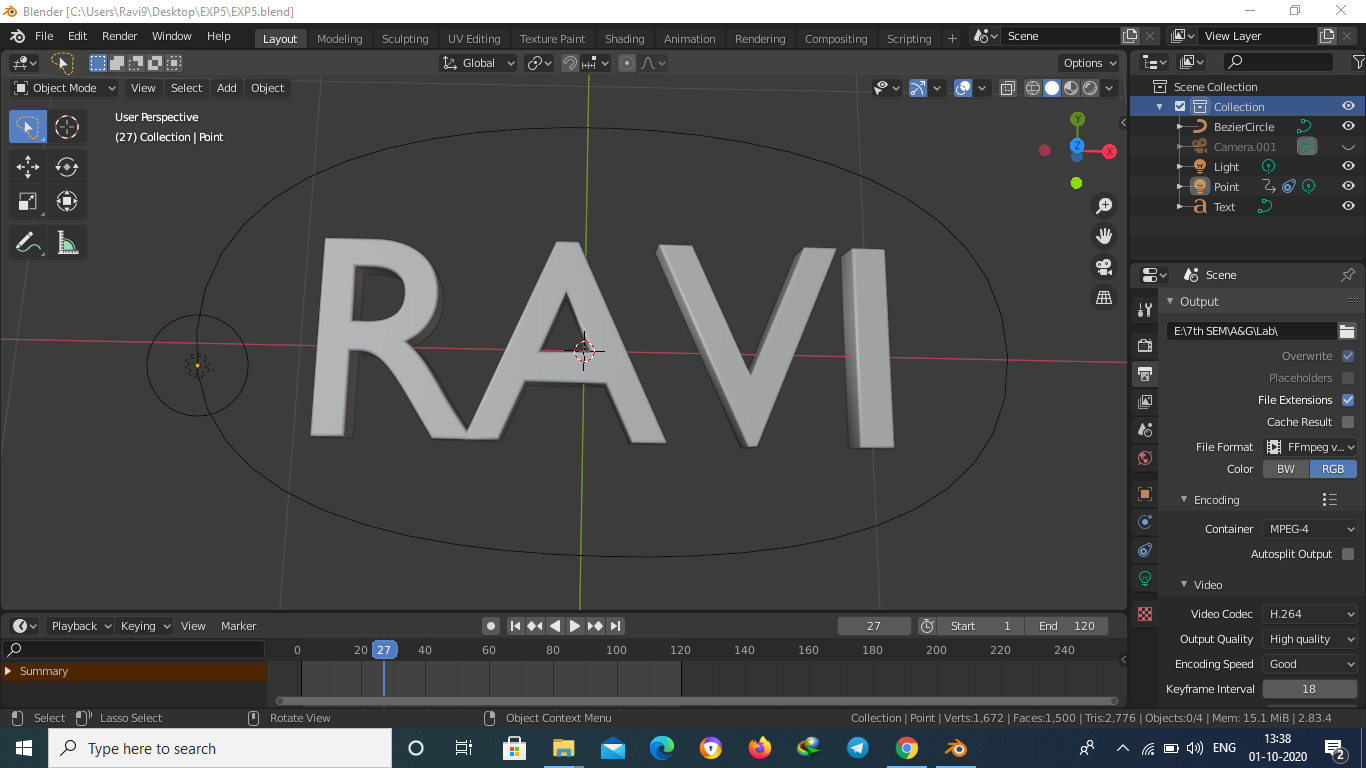 Blender [C:\Users\Ravi9\Desktop\EXP5\EXP5.blend]
File Edit Render Window Help Layout Modeling Sculpting UV Editing Texture Paint Shading Animation Rendering Compositing Scripting + Scene View Layer
Global Options
Object Mode View Select Add Object
User Perspective
(27) Collection | Point
Y
Z X
RAVI
Scene Collection
Collection
BezierCircle
Camera.001
Light
Point
Text
Scene
Output
E:\7th SEM\A&G\Lab\
Overwrite
Placeholders
File Extensions
Cache Result
File Format FFmpeg v...
Color BW RGB
Encoding
Container MPEG-4
Autosplit Output
Video
Video Codec H.264
Output Quality High quality
Encoding Speed Good
Keyframe Interval 18
Playback Keying View Marker 27 Start 1 End 120
0 20 27 40 60 80 100 120 140 160 180 200 220 240
Summary
Select Lasso Select Rotate View Object Context Menu Collection | Point | Verts:1,672 | Faces:1,500 | Tris:2,776 | Objects:0/4 | Mem: 15.1 MiB | 2.83.4
Type here to search ENG 13:38
01-10-2020 2